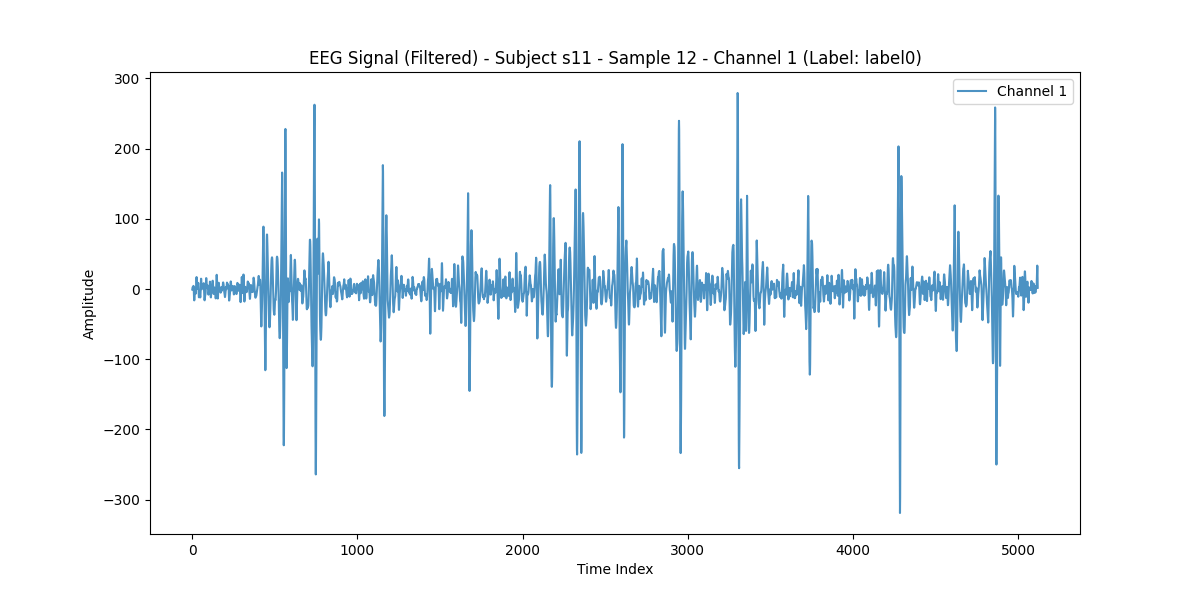 EEG Signal (Filtered) - Subject s11 - Sample 12 - Channel 1 (Label: label0)
Channel 1
300
200
100
0
−100
−200
−300
Amplitude
0 1000 2000 3000 4000 5000
Time Index